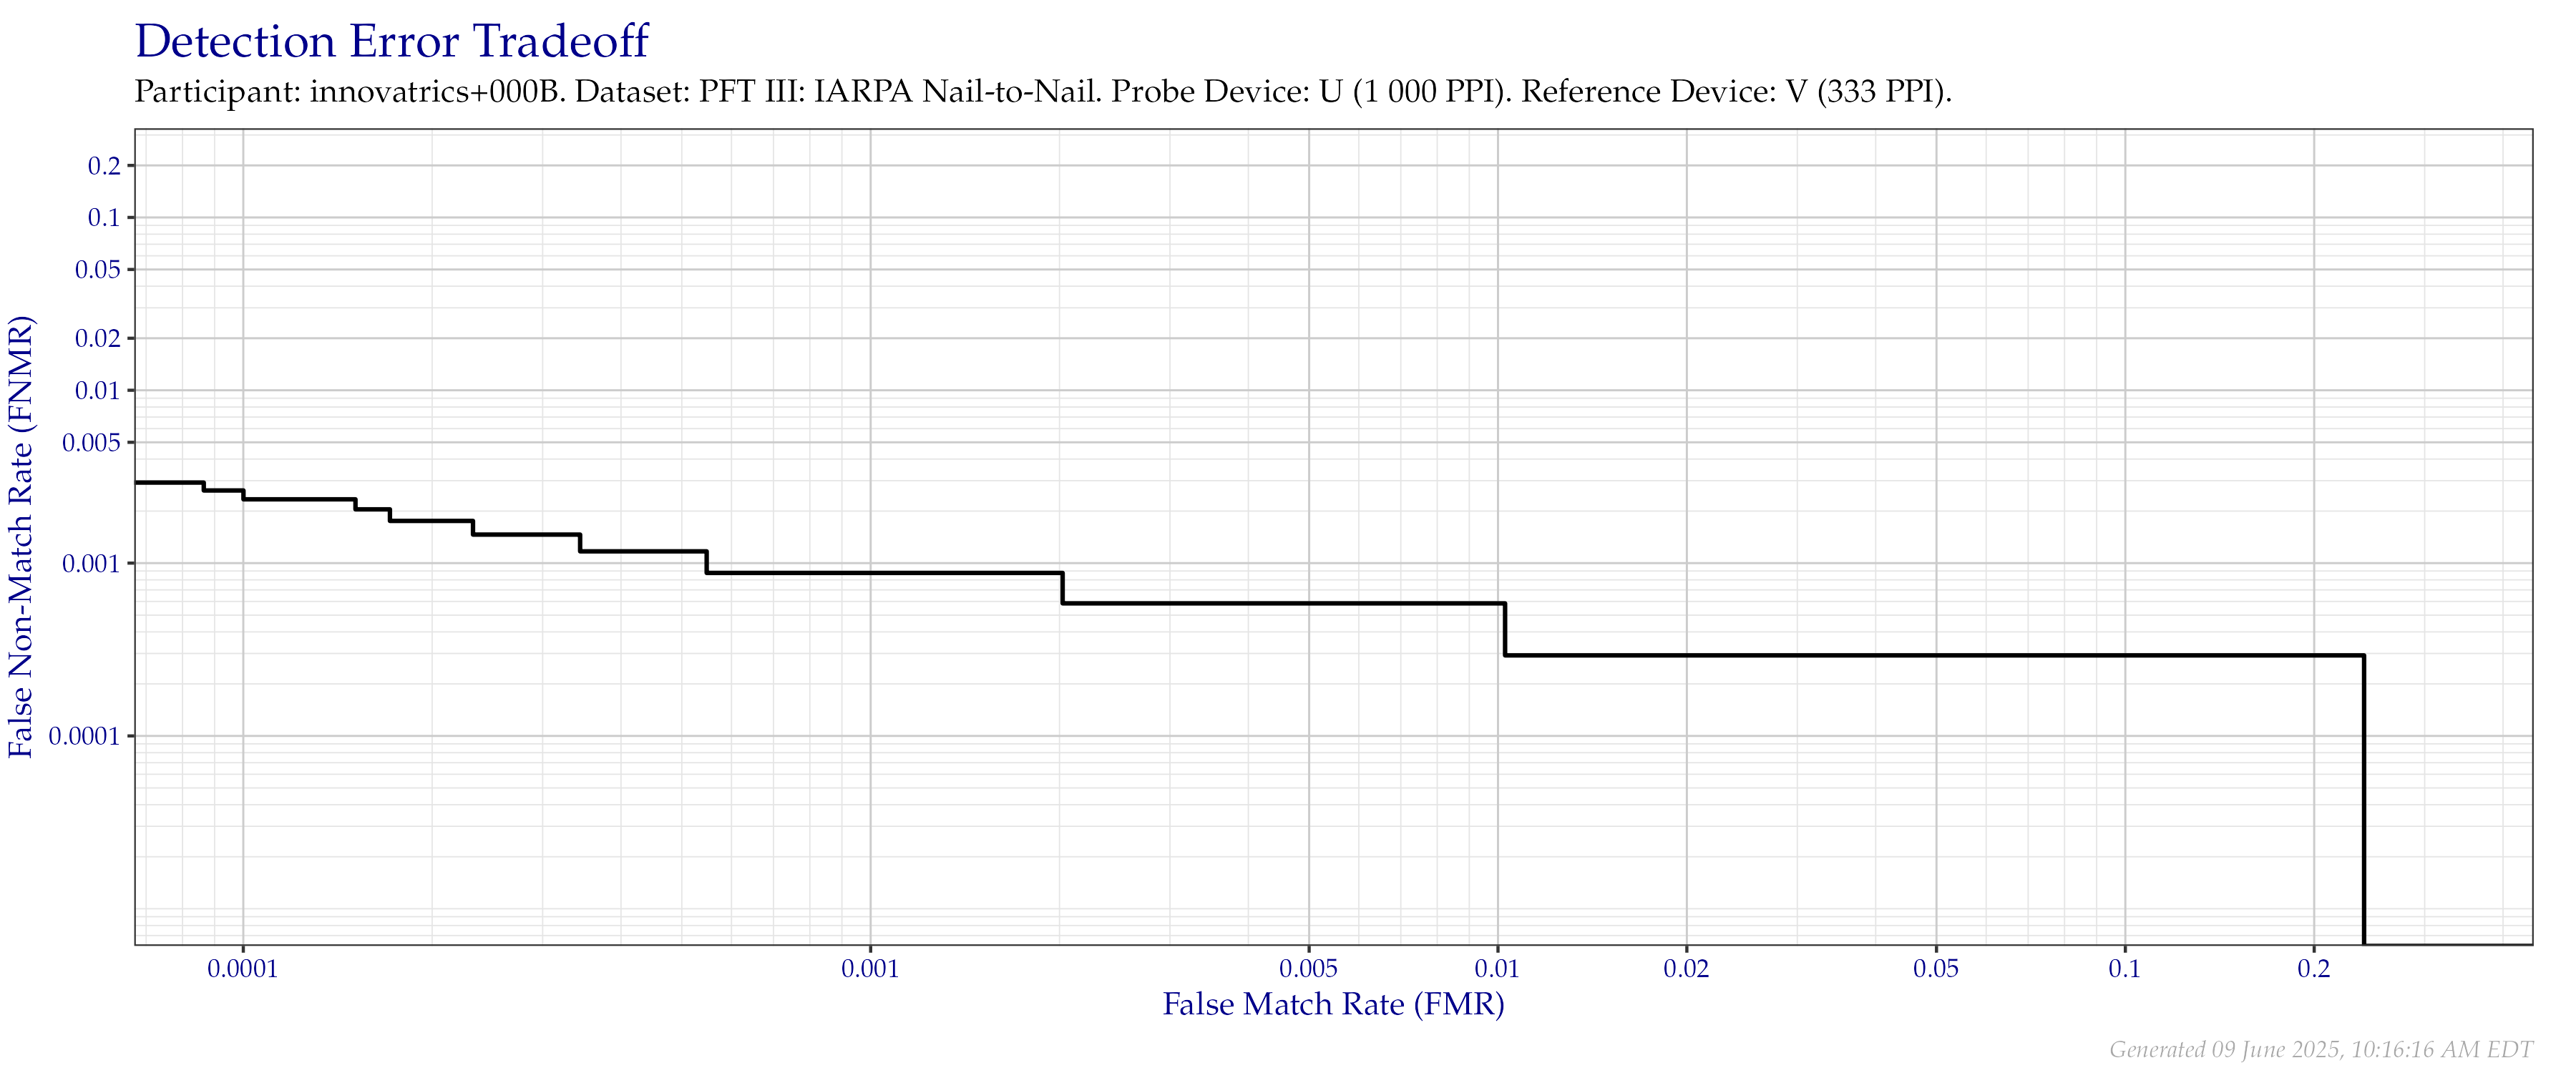 Detection Error Tradeoff
Participant: innovatrics+000B. Dataset: PFT III: IARPA Nail-to-Nail. Probe Device: U (1 000 PPI). Reference Device: V (333 PPI).
False Non-Match Rate (FNMR)
0.2
0.1
0.05
0.02
0.01
0.005
0.001
0.0001
0.0001 0.001 0.005 0.01 0.02 0.05 0.1 0.2
False Match Rate (FMR)
Generated 09 June 2025, 10:16:16 AM EDT